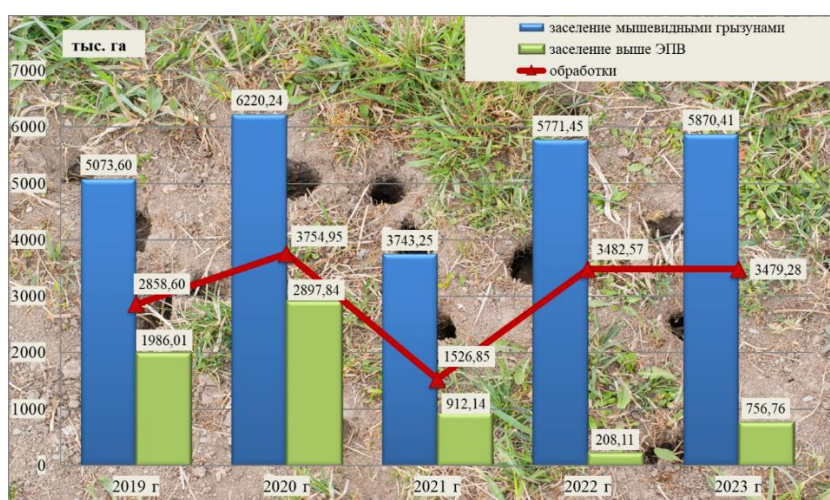 тыс. га
заселение мышевидными грызунами
заселение выше ЭПВ
обработки
7000
6000
5000
4000
3000
2000
1000
0
5073,60
6220,24
3743,25
5771,45
5870,41
2858,60
3754,95
1526,85
3482,57
3479,28
1986,01
2897,84
912,14
208,11
756,76
2019 г
2020 г
2021 г
2022 г
2023 г